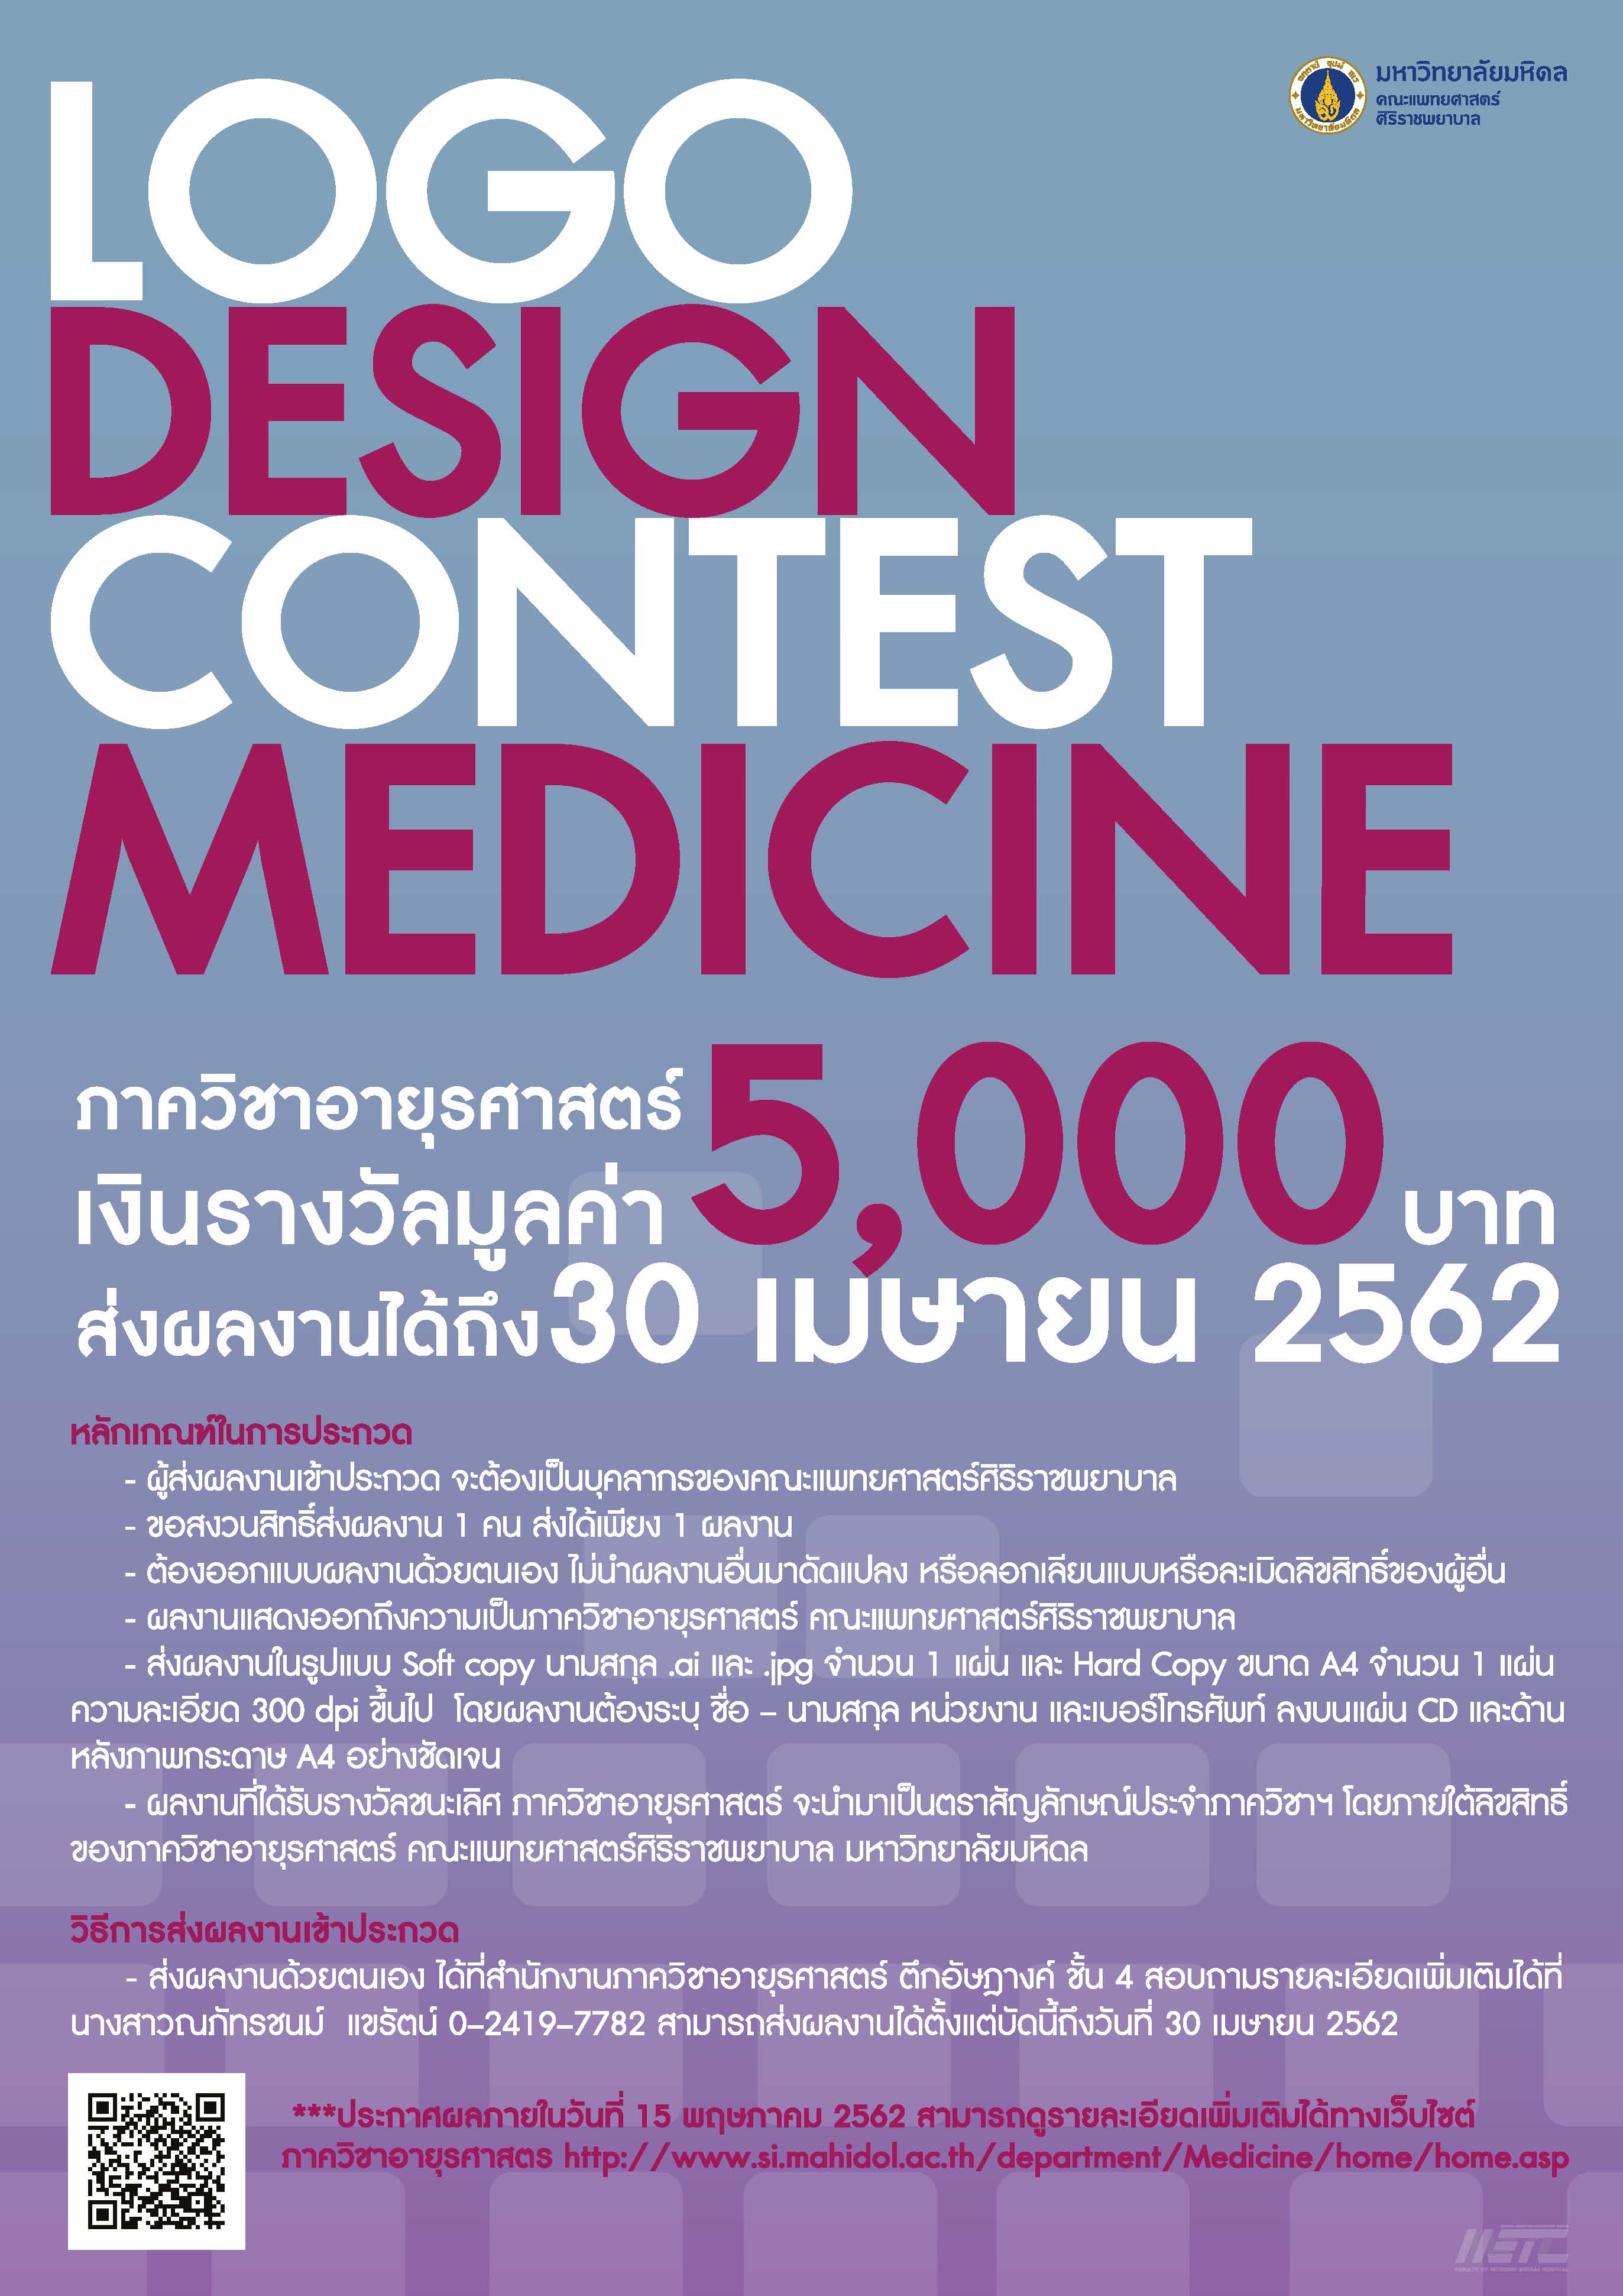 มหาวิทยาลัยมหิดล
คณะแพทยศาสตร์
ศิริราชพยาบาล
LOGO
DESIGN
CONTEST
MEDICINE
ภาควิชาอายุรศาสตร์
เงินรางวัลมูลค่า 5,000 บาท
ส่งผลงานได้ถึง 30 เมษายน 2562
หลักเกณฑ์ในการประกวด
- ผู้ส่งผลงานเข้าประกวด จะต้องเป็นบุคลากรของคณะแพทยศาสตร์ศิริราชพยาบาล
- ขอสงวนสิทธิ์ส่งผลงาน 1 คน ส่งได้เพียง 1 ผลงาน
- ต้องออกแบบผลงานด้วยตนเอง ไม่นำผลงานอื่นมาดัดแปลง หรือลอกเลียนแบบหรือละเมิดลิขสิทธิ์ของผู้อื่น
- ผลงานแสดงออกถึงความเป็นภาควิชาอายุรศาสตร์ คณะแพทยศาสตร์ศิริราชพยาบาล
- ส่งผลงานในรูปแบบ Soft copy นามสกุล .ai และ .jpg จำนวน 1 แผ่น และ Hard Copy ขนาด A4 จำนวน 1 แผ่น
ความละเอียด 300 dpi ขึ้นไป โดยผลงานต้องระบุ ชื่อ – นามสกุล หน่วยงาน และเบอร์โทรศัพท์ ลงบนแผ่น CD และด้าน
หลังภาพกระดาษ A4 อย่างชัดเจน
- ผลงานที่ได้รับรางวัลชนะเลิศ ภาควิชาอายุรศาสตร์ จะนำมาเป็นตราสัญลักษณ์ประจำภาควิชาฯ โดยภายใต้ลิขสิทธิ์
ของภาควิชาอายุรศาสตร์ คณะแพทยศาสตร์ศิริราชพยาบาล มหาวิทยาลัยมหิดล
วิธีการส่งผลงานเข้าประกวด
- ส่งผลงานด้วยตนเอง ได้ที่สำนักงานภาควิชาอายุรศาสตร์ ตึกอัษฎางค์ ชั้น 4 สอบถามรายละเอียดเพิ่มเติมได้ที่
นางสาวณภัทรชนม์ แขรัตน์ 0–2419–7782 สามารถส่งผลงานได้ตั้งแต่บัดนี้ถึงวันที่ 30 เมษายน 2562
***ประกาศผลภายในวันที่ 15 พฤษภาคม 2562 สามารถดูรายละเอียดเพิ่มเติมได้ทางเว็บไซต์
ภาควิชาอายุรศาสตร http://www.si.mahidol.ac.th/department/Medicine/home/home.asp